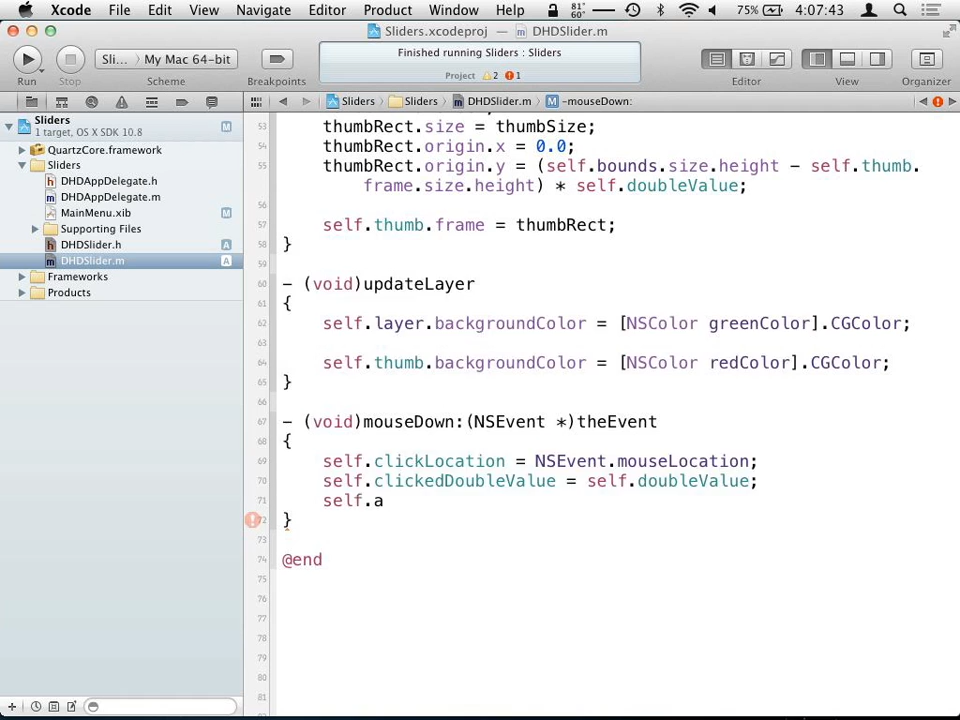 Xcode File Edit View Navigate Editor Product Window Help 81° 60° 75% 4:07:43
Sliders.xcodeproj — DHDSlider.m
Run Stop Sli... My Mac 64-bit Scheme Breakpoints
Finished running Sliders : Sliders
Project 2 1
Editor View Organizer
Sliders Sliders DHDSlider.m M -mouseDown:
Sliders M
1 target, OS X SDK 10.8
QuartzCore.framework
Sliders
DHDAppDelegate.h
DHDAppDelegate.m
MainMenu.xib M
Supporting Files
DHDSlider.h A
DHDSlider.m A
Frameworks
Products
53 thumbRect.size = thumbSize;
54 thumbRect.origin.x = 0.0;
55 thumbRect.origin.y = (self.bounds.size.height - self.thumb.
frame.size.height) * self.doubleValue;
56
57 self.thumb.frame = thumbRect;
58 }
59
60 - (void)updateLayer
61 {
62 self.layer.backgroundColor = [NSColor greenColor].CGColor;
63
64 self.thumb.backgroundColor = [NSColor redColor].CGColor;
65 }
66
67 - (void)mouseDown:(NSEvent *)theEvent
68 {
69 self.clickLocation = NSEvent.mouseLocation;
70 self.clickedDoubleValue = self.doubleValue;
71 self.a
72 }
73
74 @end
75
76
77
78
79
80
81